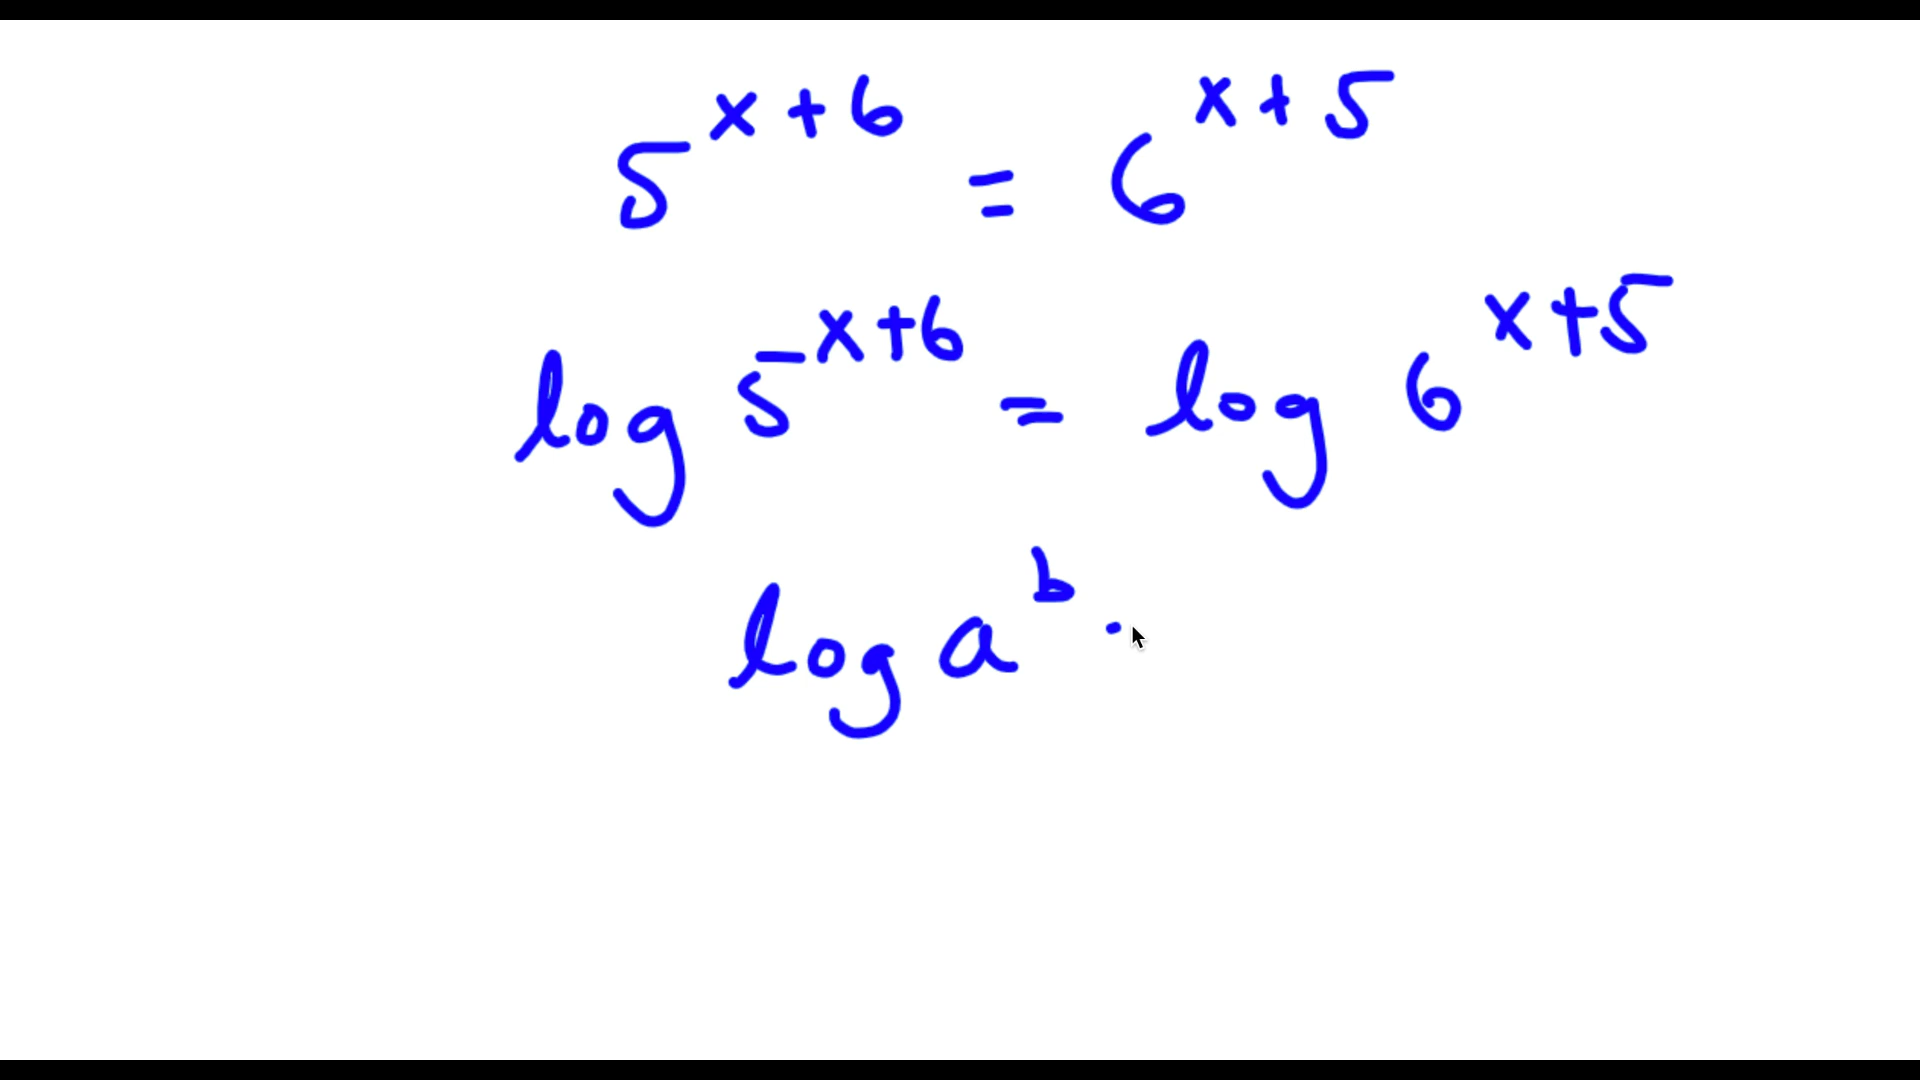 5^{x+6} = 6^{x+5}
log 5^{x+6} = log 6^{x+5}
log a^b